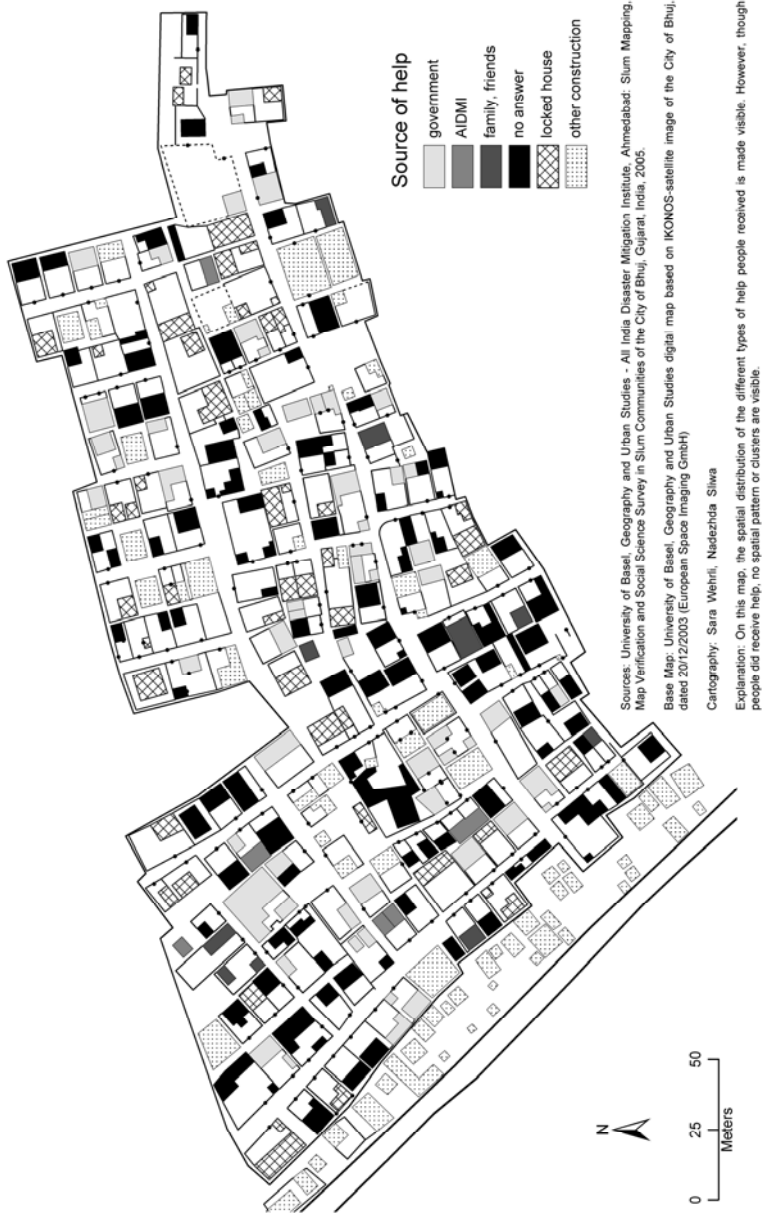 Source of help
government
AIDMI
family, friends
no answer
locked house
other construction
N
0 25 50
Meters
Sources: University of Basel, Geography and Urban Studies - All India Disaster Mitigation Institute, Ahmedabad: Slum Mapping,
Map Verification and Social Science Survey in Slum Communities of the City of Bhuj, Gujarat, India, 2005.
Base Map: University of Basel, Geography and Urban Studies digital map based on IKONOS-satellite image of the City of Bhuj,
dated 20/12/2003 (European Space Imaging GmbH)
Cartography: Sara Wehrli, Nadezhda Sliwa
Explanation: On this map, the spatial distribution of the different types of help people received is made visible. However, though
people did receive help, no spatial pattern or clusters are visible.